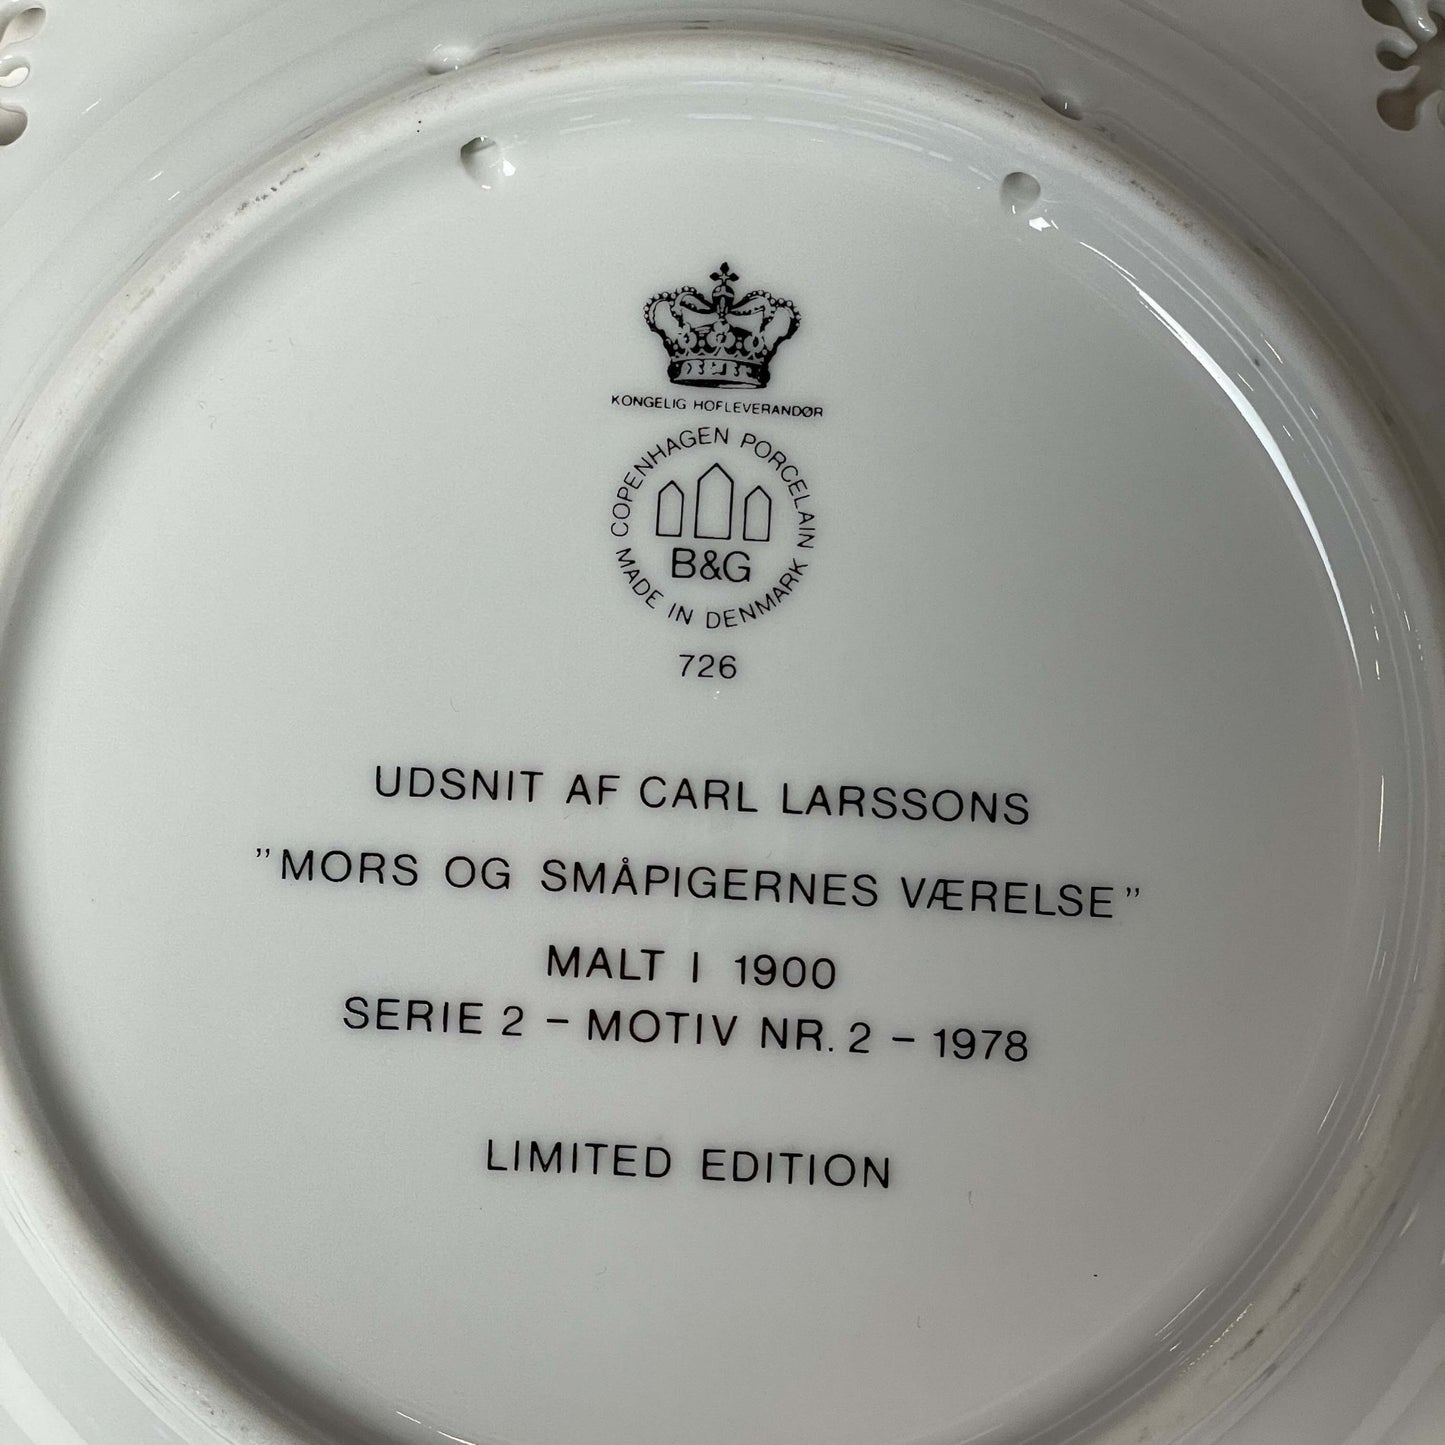 KONGELIG HOFLEVERANDØR
COPENHAGEN PORCELAIN
B&G
MADE IN DENMARK
726
UDSNIT AF CARL LARSSONS
”MORS OG SMÅPIGERNES VÆRELSE”
MALT I 1900
SERIE 2 – MOTIV NR. 2 – 1978
LIMITED EDITION